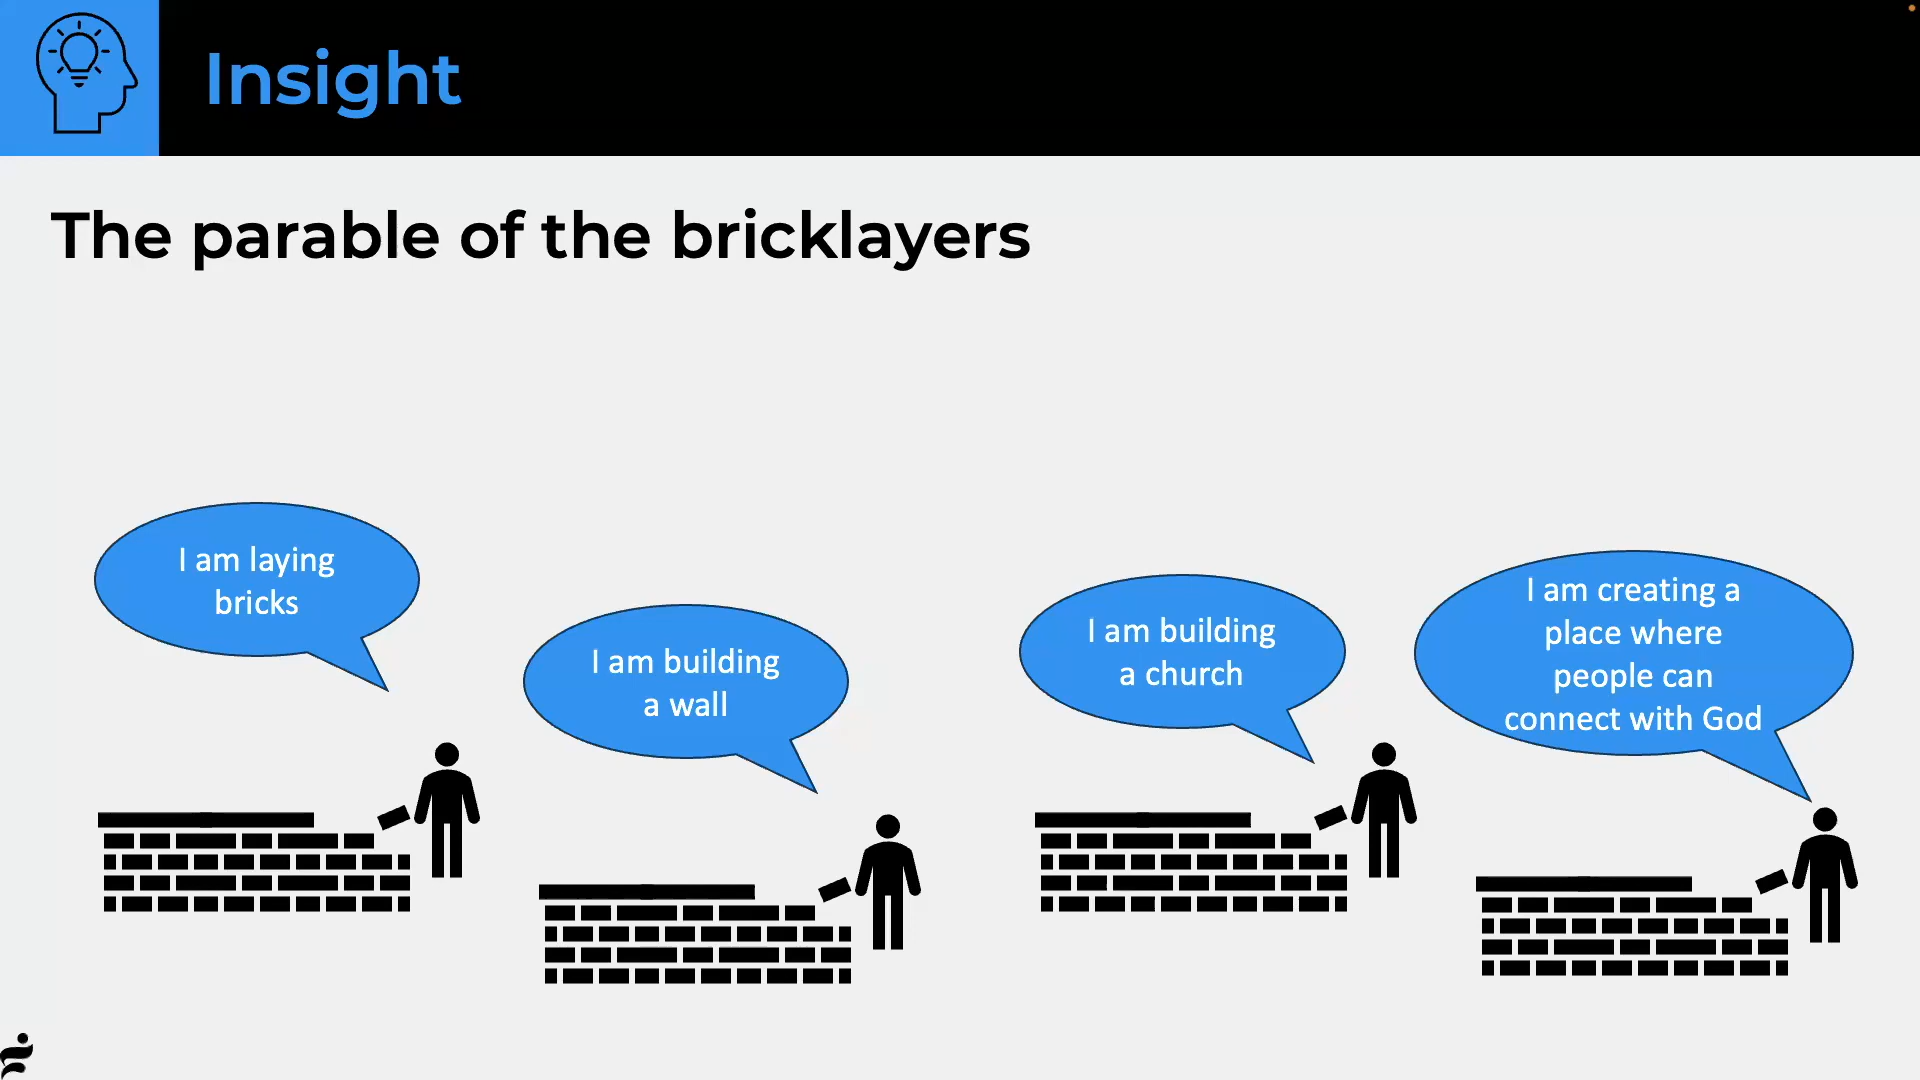 Insight
The parable of the bricklayers
I am laying
bricks
I am building
a wall
I am building
a church
I am creating a
place where
people can
connect with God